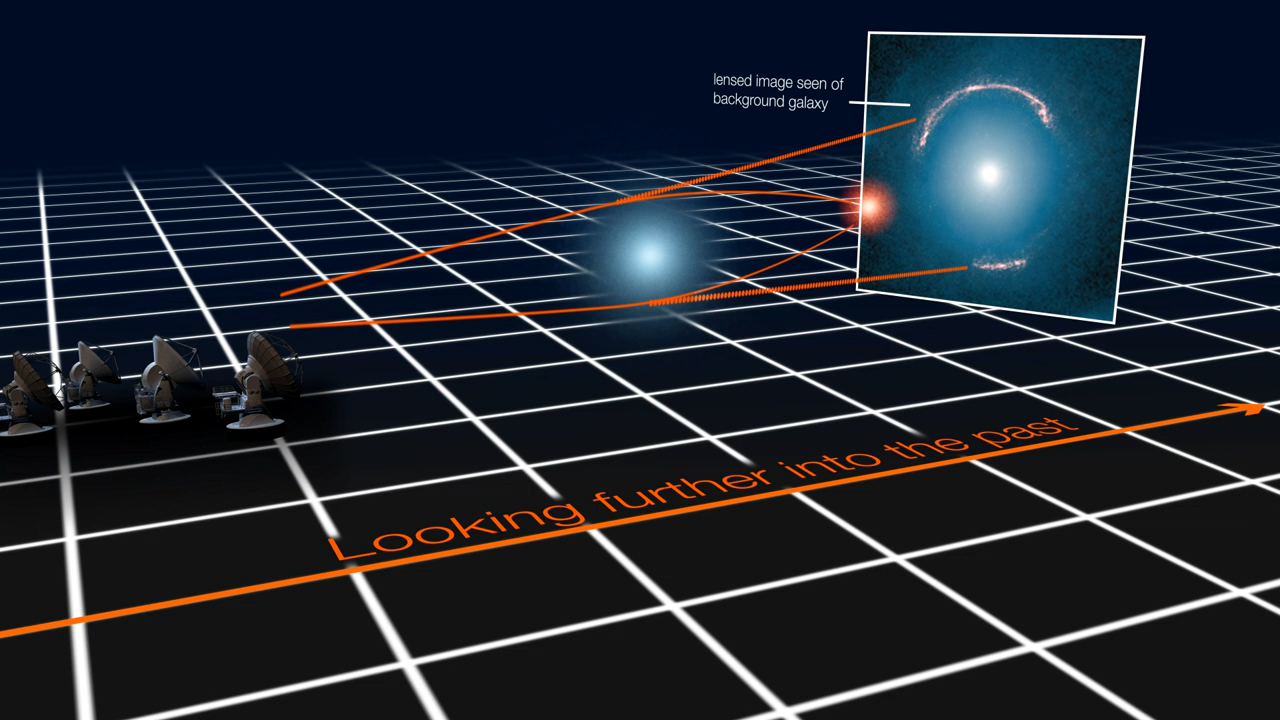 lensed image seen of
background galaxy
Looking further into the past